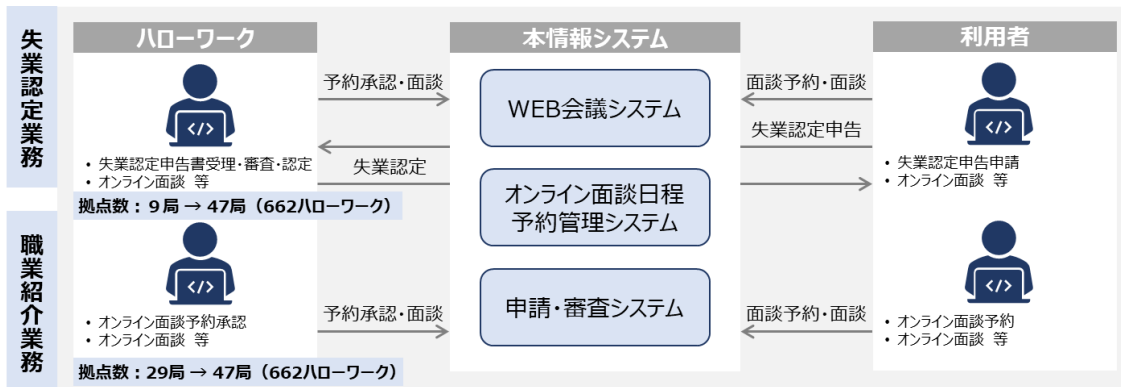 失業認定業務
ハローワーク
本情報システム
利用者
</>
予約承認・面談
WEB会議システム
面談予約・面談
</>
失業認定申告
・失業認定申告書受理・審査・認定
・オンライン面談 等
失業認定
・失業認定申告申請
・オンライン面談 等
拠点数：9局 → 47局（662ハローワーク）
オンライン面談日程
予約管理システム
職業紹介業務
</>
予約承認・面談
申請・審査システム
面談予約・面談
</>
・オンライン面談予約承認
・オンライン面談 等
・オンライン面談予約
・オンライン面談 等
拠点数：29局 → 47局（662ハローワーク）